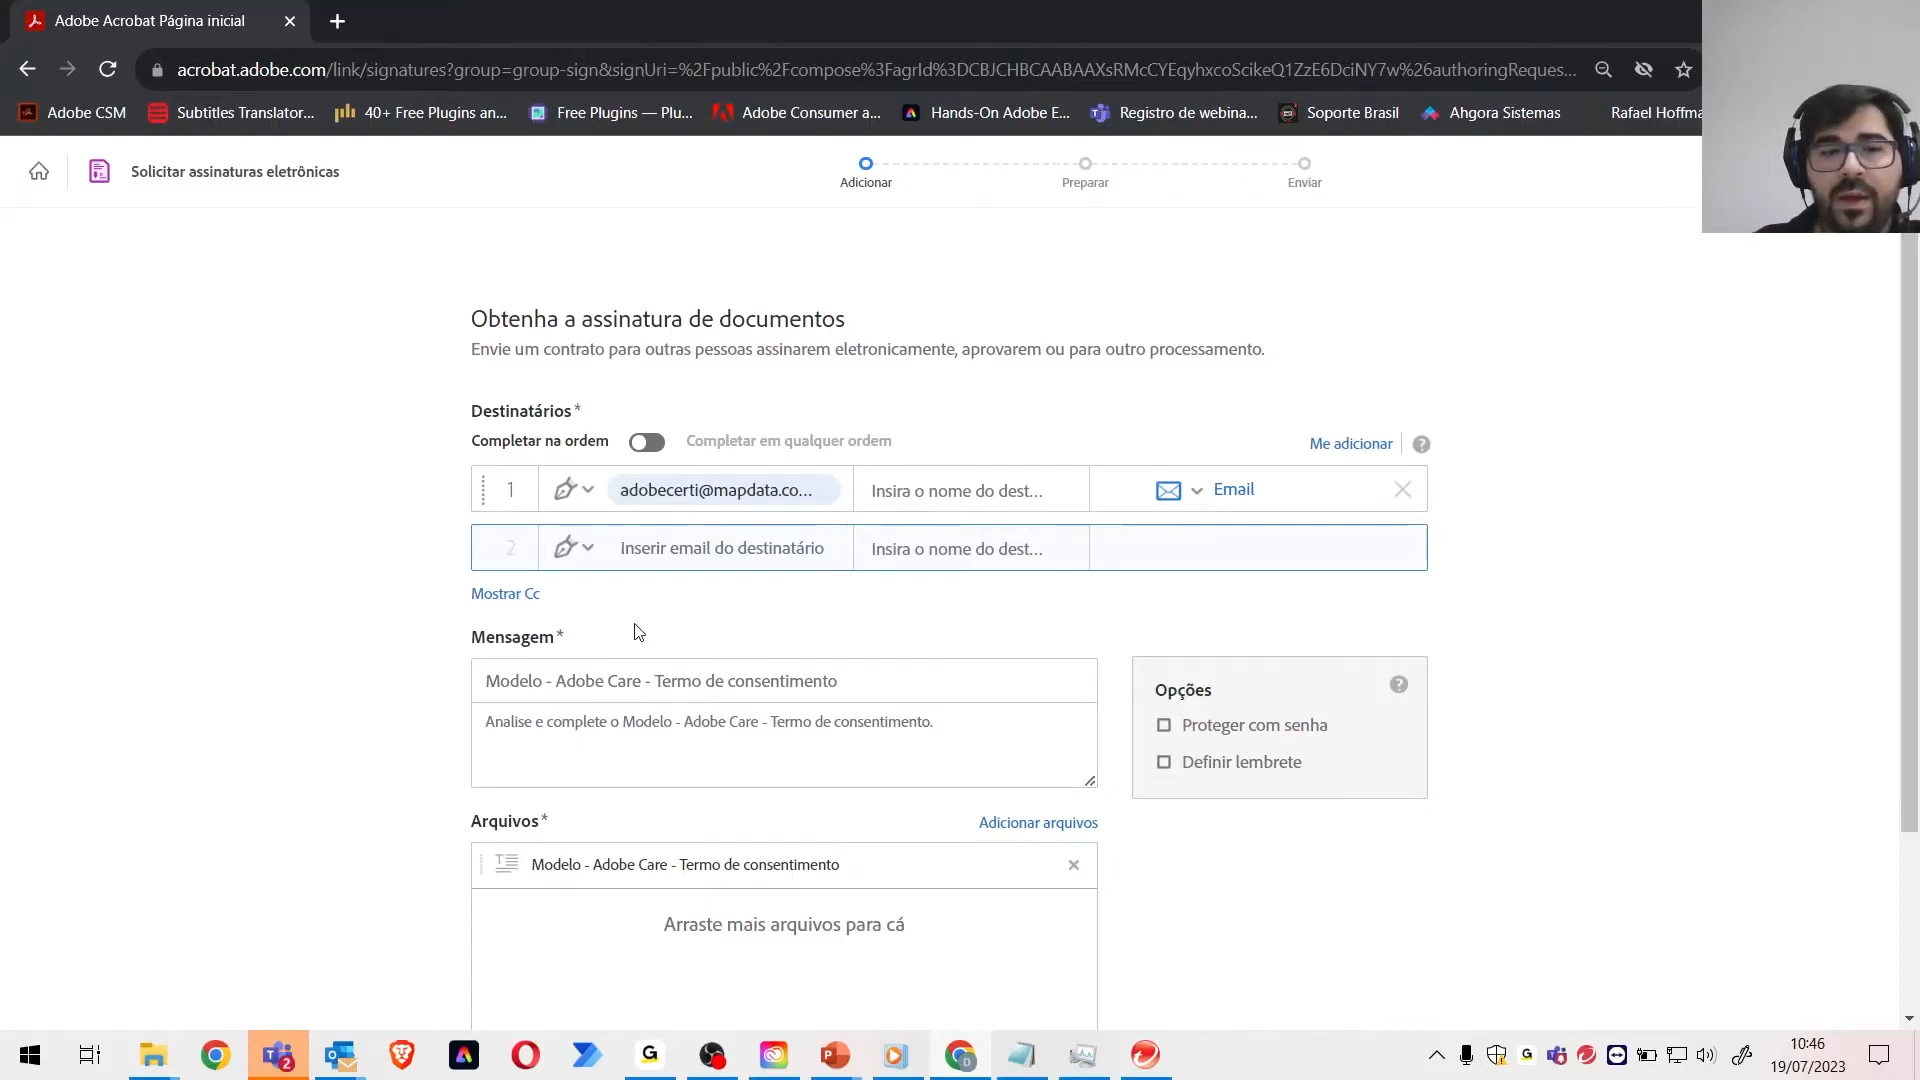 Adobe Acrobat Página inicial
acrobat.adobe.com/link/signatures?group=group-sign&signUri=%2Fpublic%2Fcompose%3FagrId%3DCBJCHBCAABAAXsRMcCYEqyhxcoScikeQ1ZzE6DciNY7w%26authoringReques...
Adobe CSM
Subtitles Translator...
40+ Free Plugins an...
Free Plugins — Plu...
Adobe Consumer a...
Hands-On Adobe E...
Registro de webina...
Soporte Brasil
Ahgora Sistemas
Rafael Hoffma
Solicitar assinaturas eletrônicas
Adicionar
Preparar
Enviar
Obtenha a assinatura de documentos
Envie um contrato para outras pessoas assinarem eletronicamente, aprovarem ou para outro processamento.
Destinatários*
Completar na ordem
Completar em qualquer ordem
Me adicionar
?
1
adobecerti@mapdata.co...
Insira o nome do dest...
Email
2
Inserir email do destinatário
Insira o nome do dest...
Mostrar Cc
Mensagem*
Modelo - Adobe Care - Termo de consentimento
Analise e complete o Modelo - Adobe Care - Termo de consentimento.
Opções
?
Proteger com senha
Definir lembrete
Arquivos*
Adicionar arquivos
Modelo - Adobe Care - Termo de consentimento
Arraste mais arquivos para cá
10:46
19/07/2023